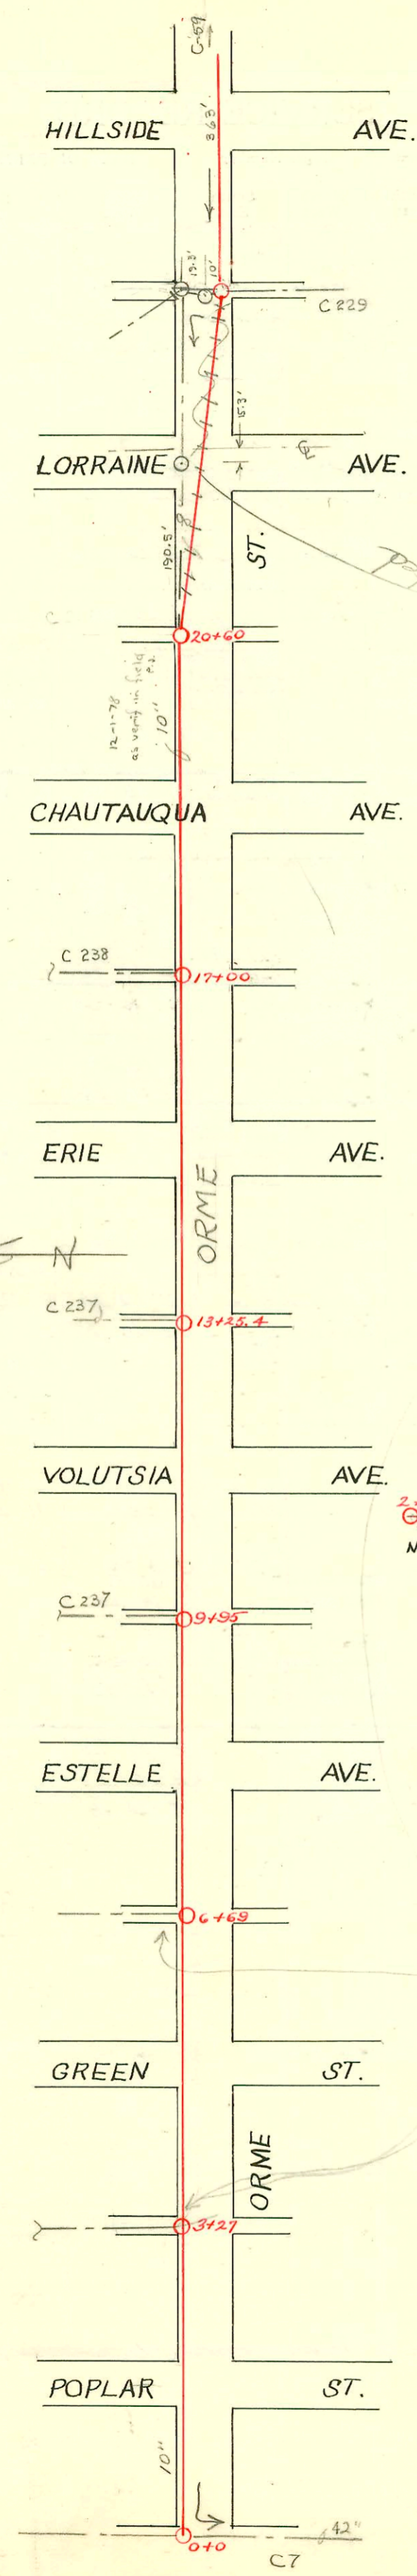 C-59
363'
HILLSIDE AVE.
19.3'
10'
C 229
15.3'
LORRAINE AVE.
190.5'
ST.
20+60
12-1-78
as verif. in field
10"
CHAUTAUQUA AVE.
C 238
17+00
ERIE AVE.
ORME
N
C 237
13+25.4
VOLUTSIA AVE.
C 237
9+95
ESTELLE AVE.
6+69
GREEN ST.
ORME
3+27
POPLAR ST.
10"
42"
0+0
C7